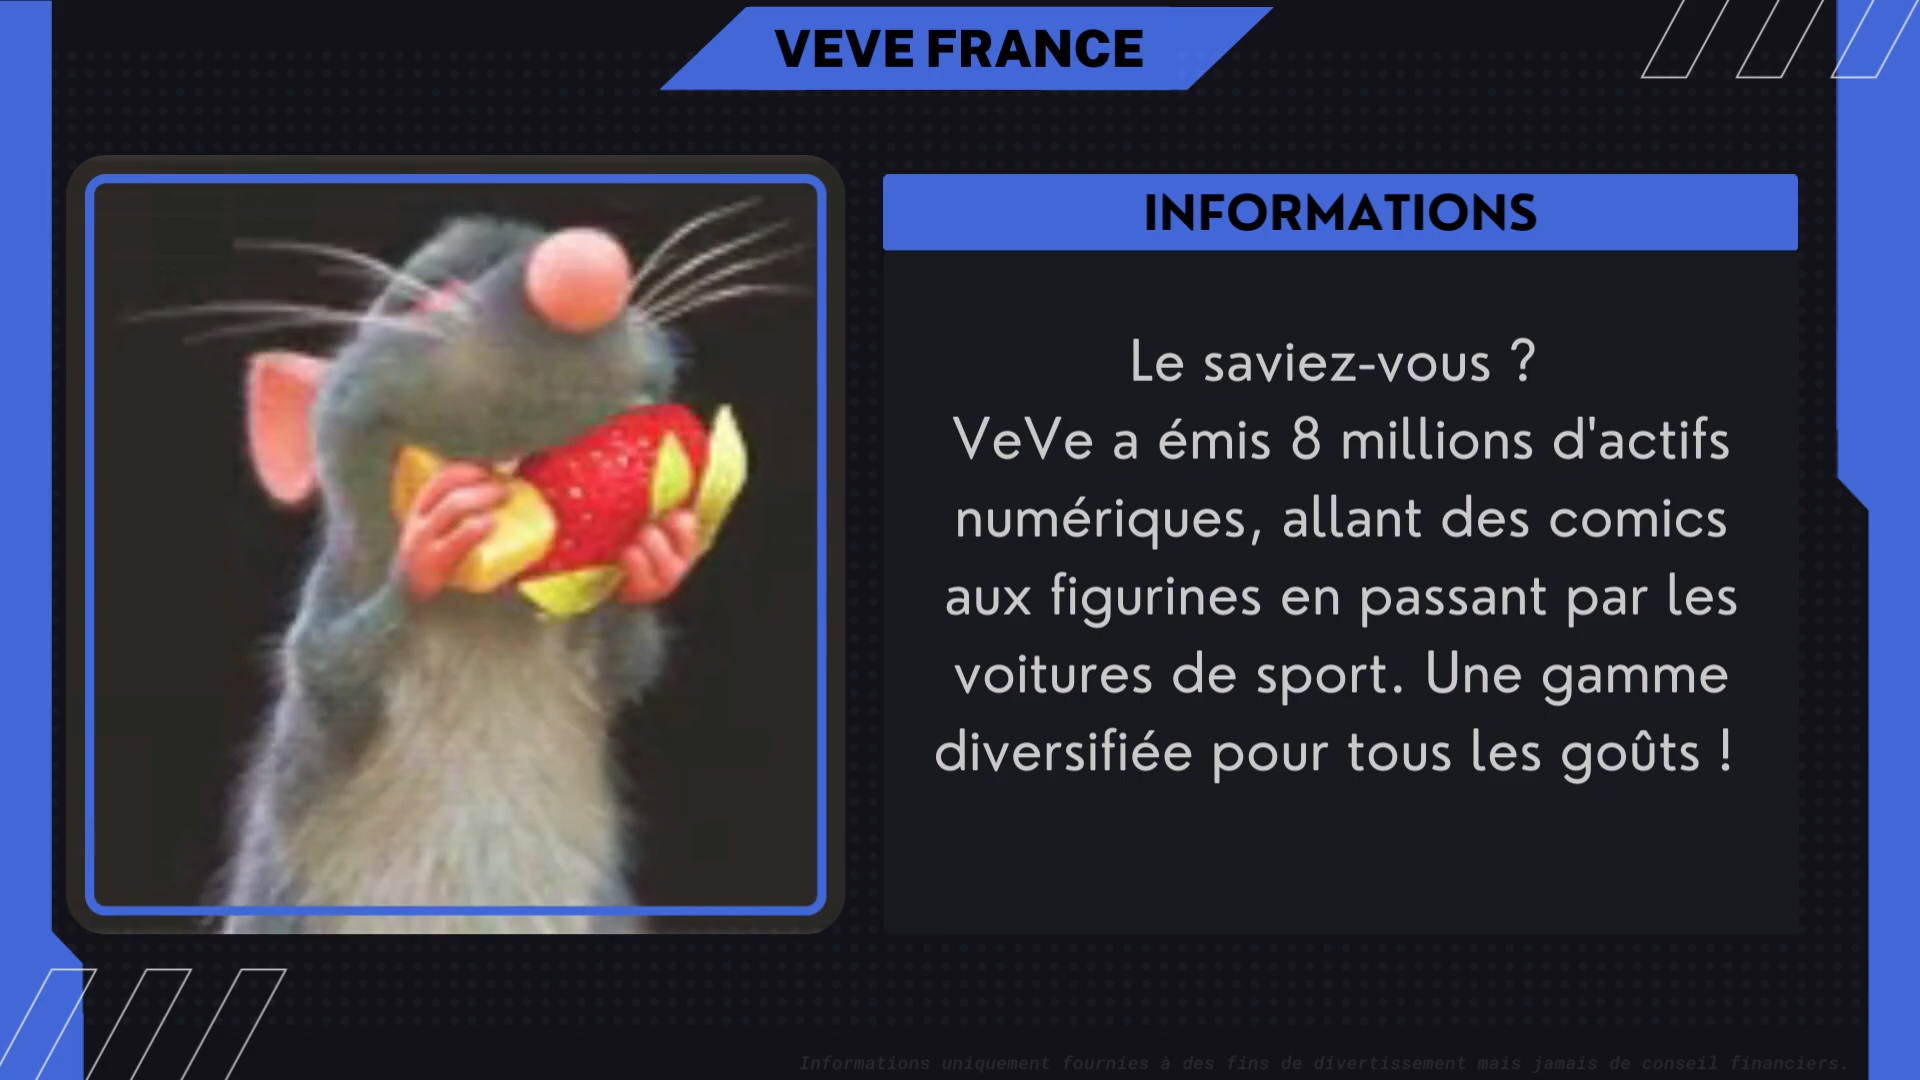 VEVE FRANCE
INFORMATIONS
Le saviez-vous ?
VeVe a émis 8 millions d'actifs
numériques, allant des comics
aux figurines en passant par les
voitures de sport. Une gamme
diversifiée pour tous les goûts !
Informations uniquement fournies à des fins de divertissement mais jamais de conseil financiers.